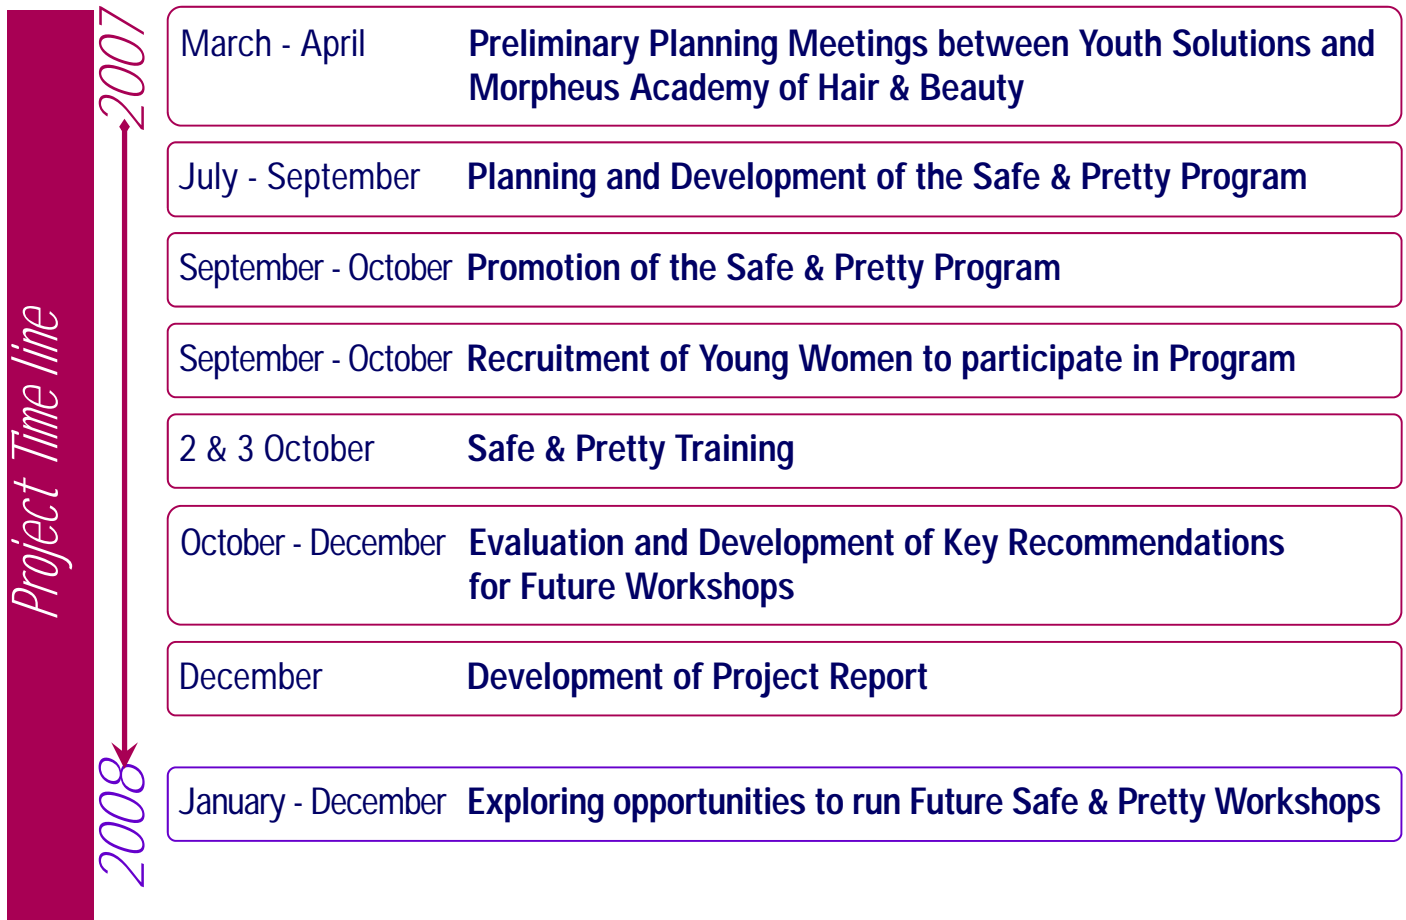 Project Time line
2007
March - April Preliminary Planning Meetings between Youth Solutions and
Morpheus Academy of Hair & Beauty
July - September Planning and Development of the Safe & Pretty Program
September - October Promotion of the Safe & Pretty Program
September - October Recruitment of Young Women to participate in Program
2 & 3 October Safe & Pretty Training
October - December Evaluation and Development of Key Recommendations
for Future Workshops
December Development of Project Report
2008
January - December Exploring opportunities to run Future Safe & Pretty Workshops